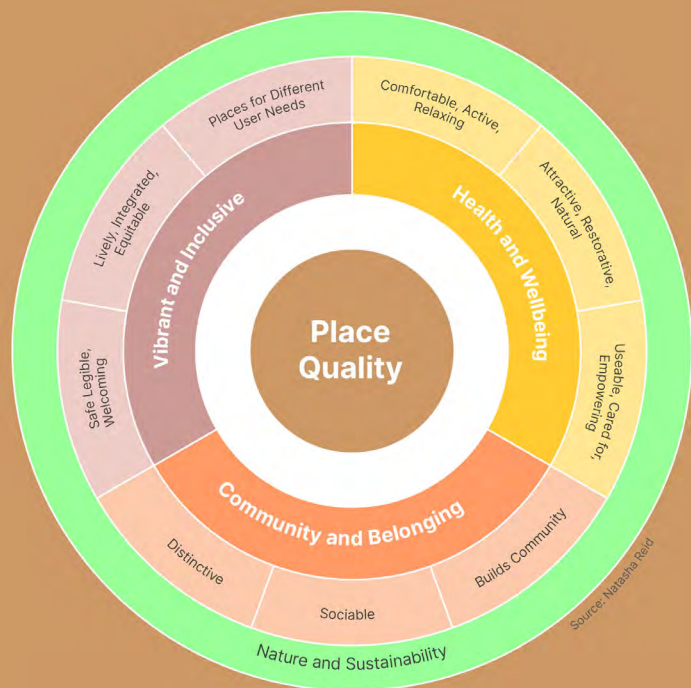 Place
Quality
Vibrant and Inclusive
Health and Wellbeing
Community and Belonging
Places for Different
User Needs
Comfortable, Active,
Relaxing
Attractive, Restorative,
Natural
Useable, Cared for,
Empowering
Builds Community
Sociable
Distinctive
Safe Legible,
Welcoming
Lively, Integrated,
Equitable
Nature and Sustainability
Source: Natasha Reid